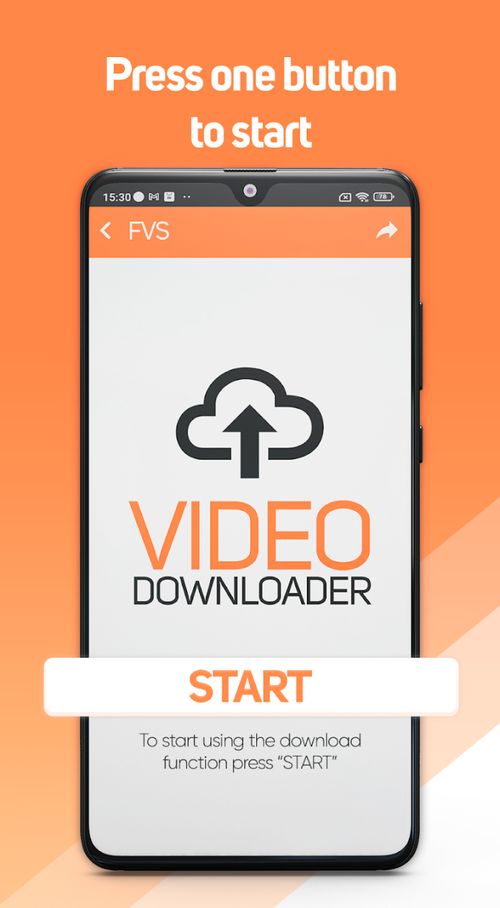 Press one button
to start
15:30
78
FVS
VIDEO
DOWNLOADER
START
To start using the download
function press “START”